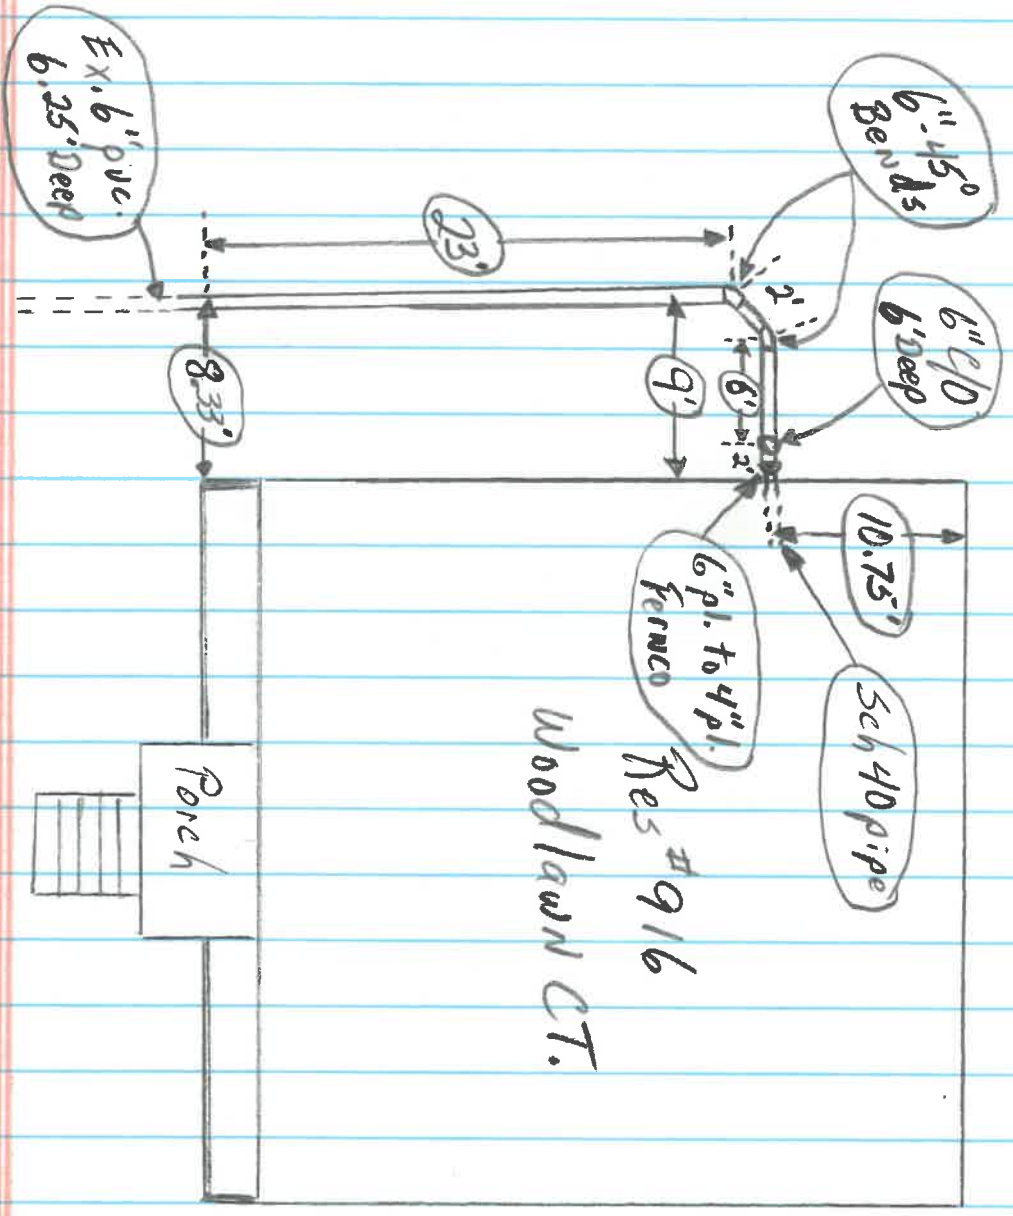 6"-45°
Bends
6" C/O
6' Deep
10.75'
Sch 40 pipe
2'
6'
2'
9'
23'
8.33'
Ex. 6" pvc.
6.25' Deep
6" pl. to 4" pl.
fernco
Res #916
Woodlawn CT.
Porch